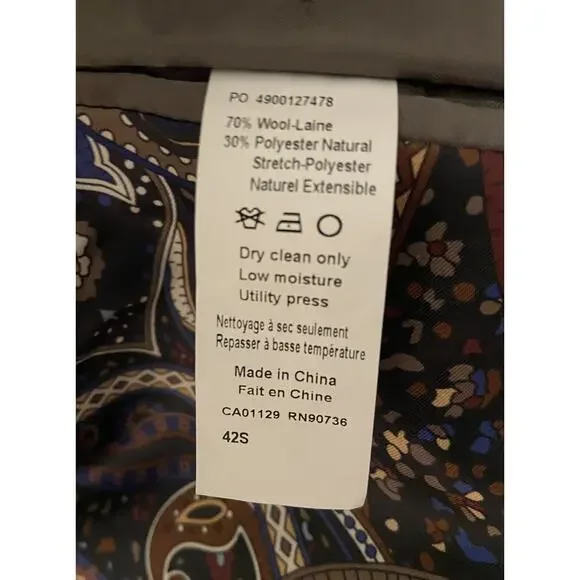 PO 4900127478
70% Wool-Laine
30% Polyester Natural
Stretch-Polyester
Naturel Extensible
Dry clean only
Low moisture
Utility press
Nettoyage à sec seulement
Repasser à basse température
Made in China
Fait en Chine
CA01129 RN90736
42S